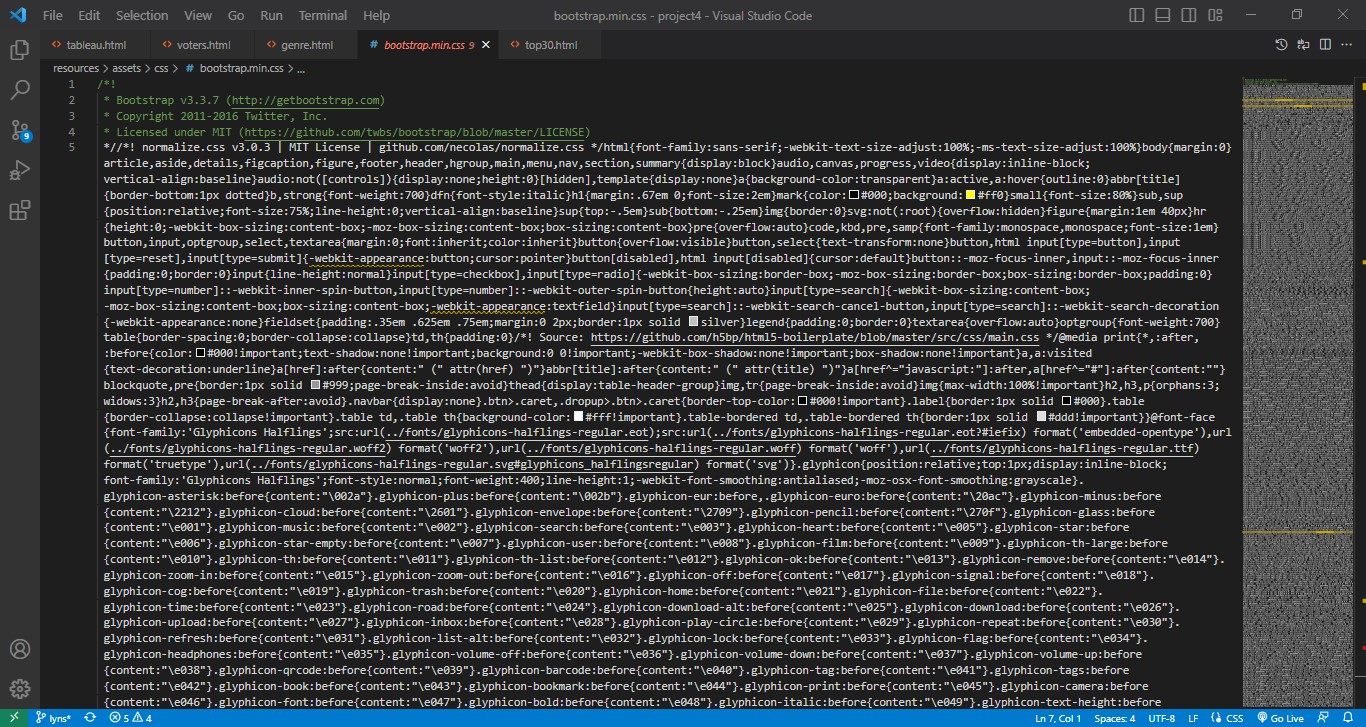 File Edit Selection View Go Run Terminal Help bootstrap.min.css - project4 - Visual Studio Code
<> tableau.html <> voters.html <> genre.html # bootstrap.min.css 9 × <> top30.html
resources > assets > css > # bootstrap.min.css > ...
1 /*!
2 * Bootstrap v3.3.7 (http://getbootstrap.com)
3 * Copyright 2011-2016 Twitter, Inc.
4 * Licensed under MIT (https://github.com/twbs/bootstrap/blob/master/LICENSE)
5 *//*! normalize.css v3.0.3 | MIT License | github.com/necolas/normalize.css */html{font-family:sans-serif;-webkit-text-size-adjust:100%;-ms-text-size-adjust:100%}body{margin:0}
article,aside,details,figcaption,figure,footer,header,hgroup,main,menu,nav,section,summary{display:block}audio,canvas,progress,video{display:inline-block;
vertical-align:baseline}audio:not([controls]){display:none;height:0}[hidden],template{display:none}a{background-color:transparent}a:active,a:hover{outline:0}abbr[title]
{border-bottom:1px dotted}b,strong{font-weight:700}dfn{font-style:italic}h1{margin:.67em 0;font-size:2em}mark{color:#000;background:#ff0}small{font-size:80%}sub,sup
{position:relative;font-size:75%;line-height:0;vertical-align:baseline}sup{top:-.5em}sub{bottom:-.25em}img{border:0}svg:not(:root){overflow:hidden}figure{margin:1em 40px}hr
{height:0;-webkit-box-sizing:content-box;-moz-box-sizing:content-box;box-sizing:content-box}pre{overflow:auto}code,kbd,pre,samp{font-family:monospace,monospace;font-size:1em}
button,input,optgroup,select,textarea{margin:0;font:inherit;color:inherit}button{overflow:visible}button,select{text-transform:none}button,html input[type=button],input
[type=reset],input[type=submit]{-webkit-appearance:button;cursor:pointer}button[disabled],html input[disabled]{cursor:default}button::-moz-focus-inner,input::-moz-focus-inner
{padding:0;border:0}input{line-height:normal}input[type=checkbox],input[type=radio]{-webkit-box-sizing:border-box;-moz-box-sizing:border-box;box-sizing:border-box;padding:0}
input[type=number]::-webkit-inner-spin-button,input[type=number]::-webkit-outer-spin-button{height:auto}input[type=search]{-webkit-box-sizing:content-box;
-moz-box-sizing:content-box;box-sizing:content-box;-webkit-appearance:textfield}input[type=search]::-webkit-search-cancel-button,input[type=search]::-webkit-search-decoration
{-webkit-appearance:none}fieldset{padding:.35em .625em .75em;margin:0 2px;border:1px solid silver}legend{padding:0;border:0}textarea{overflow:auto}optgroup{font-weight:700}
table{border-spacing:0;border-collapse:collapse}td,th{padding:0}/*! Source: https://github.com/h5bp/html5-boilerplate/blob/master/src/css/main.css */@media print{*,:after,
:before{color:#000!important;text-shadow:none!important;background:0 0!important;-webkit-box-shadow:none!important;box-shadow:none!important}a,a:visited
{text-decoration:underline}a[href]:after{content:" (" attr(href) ")"}abbr[title]:after{content:" (" attr(title) ")"}a[href^="javascript:"]:after,a[href^="#"]:after{content:""}
blockquote,pre{border:1px solid #999;page-break-inside:avoid}thead{display:table-header-group}img,tr{page-break-inside:avoid}img{max-width:100%!important}h2,h3,p{orphans:3;
widows:3}h2,h3{page-break-after:avoid}.navbar{display:none}.btn>.caret,.dropup>.btn>.caret{border-top-color:#000!important}.label{border:1px solid #000}.table
{border-collapse:collapse!important}.table td,.table th{background-color:#fff!important}.table-bordered td,.table-bordered th{border:1px solid #ddd!important}}@font-face
{font-family:'Glyphicons Halflings';src:url(../fonts/glyphicons-halflings-regular.eot);src:url(../fonts/glyphicons-halflings-regular.eot?#iefix) format('embedded-opentype'),url
(../fonts/glyphicons-halflings-regular.woff2) format('woff2'),url(../fonts/glyphicons-halflings-regular.woff) format('woff'),url(../fonts/glyphicons-halflings-regular.ttf)
format('truetype'),url(../fonts/glyphicons-halflings-regular.svg#glyphicons_halflingsregular) format('svg')}.glyphicon{position:relative;top:1px;display:inline-block;
font-family:'Glyphicons Halflings';font-style:normal;font-weight:400;line-height:1;-webkit-font-smoothing:antialiased;-moz-osx-font-smoothing:grayscale}.
glyphicon-asterisk:before{content:"\002a"}.glyphicon-plus:before{content:"\002b"}.glyphicon-eur:before,.glyphicon-euro:before{content:"\20ac"}.glyphicon-minus:before
{content:"\2212"}.glyphicon-cloud:before{content:"\2601"}.glyphicon-envelope:before{content:"\2709"}.glyphicon-pencil:before{content:"\270f"}.glyphicon-glass:before
{content:"\e001"}.glyphicon-music:before{content:"\e002"}.glyphicon-search:before{content:"\e003"}.glyphicon-heart:before{content:"\e005"}.glyphicon-star:before
{content:"\e006"}.glyphicon-star-empty:before{content:"\e007"}.glyphicon-user:before{content:"\e008"}.glyphicon-film:before{content:"\e009"}.glyphicon-th-large:before
{content:"\e010"}.glyphicon-th:before{content:"\e011"}.glyphicon-th-list:before{content:"\e012"}.glyphicon-ok:before{content:"\e013"}.glyphicon-remove:before{content:"\e014"}.
glyphicon-zoom-in:before{content:"\e015"}.glyphicon-zoom-out:before{content:"\e016"}.glyphicon-off:before{content:"\e017"}.glyphicon-signal:before{content:"\e018"}.
glyphicon-cog:before{content:"\e019"}.glyphicon-trash:before{content:"\e020"}.glyphicon-home:before{content:"\e021"}.glyphicon-file:before{content:"\e022"}.
glyphicon-time:before{content:"\e023"}.glyphicon-road:before{content:"\e024"}.glyphicon-download-alt:before{content:"\e025"}.glyphicon-download:before{content:"\e026"}.
glyphicon-upload:before{content:"\e027"}.glyphicon-inbox:before{content:"\e028"}.glyphicon-play-circle:before{content:"\e029"}.glyphicon-repeat:before{content:"\e030"}.
glyphicon-refresh:before{content:"\e031"}.glyphicon-list-alt:before{content:"\e032"}.glyphicon-lock:before{content:"\e033"}.glyphicon-flag:before{content:"\e034"}.
glyphicon-headphones:before{content:"\e035"}.glyphicon-volume-off:before{content:"\e036"}.glyphicon-volume-down:before{content:"\e037"}.glyphicon-volume-up:before
{content:"\e038"}.glyphicon-qrcode:before{content:"\e039"}.glyphicon-barcode:before{content:"\e040"}.glyphicon-tag:before{content:"\e041"}.glyphicon-tags:before
{content:"\e042"}.glyphicon-book:before{content:"\e043"}.glyphicon-bookmark:before{content:"\e044"}.glyphicon-print:before{content:"\e045"}.glyphicon-camera:before
{content:"\e046"}.glyphicon-font:before{content:"\e047"}.glyphicon-bold:before{content:"\e048"}.glyphicon-italic:before{content:"\e049"}.glyphicon-text-height:before
9
lyns* 5 4 Ln 7, Col 1 Spaces: 4 UTF-8 LF CSS Go Live